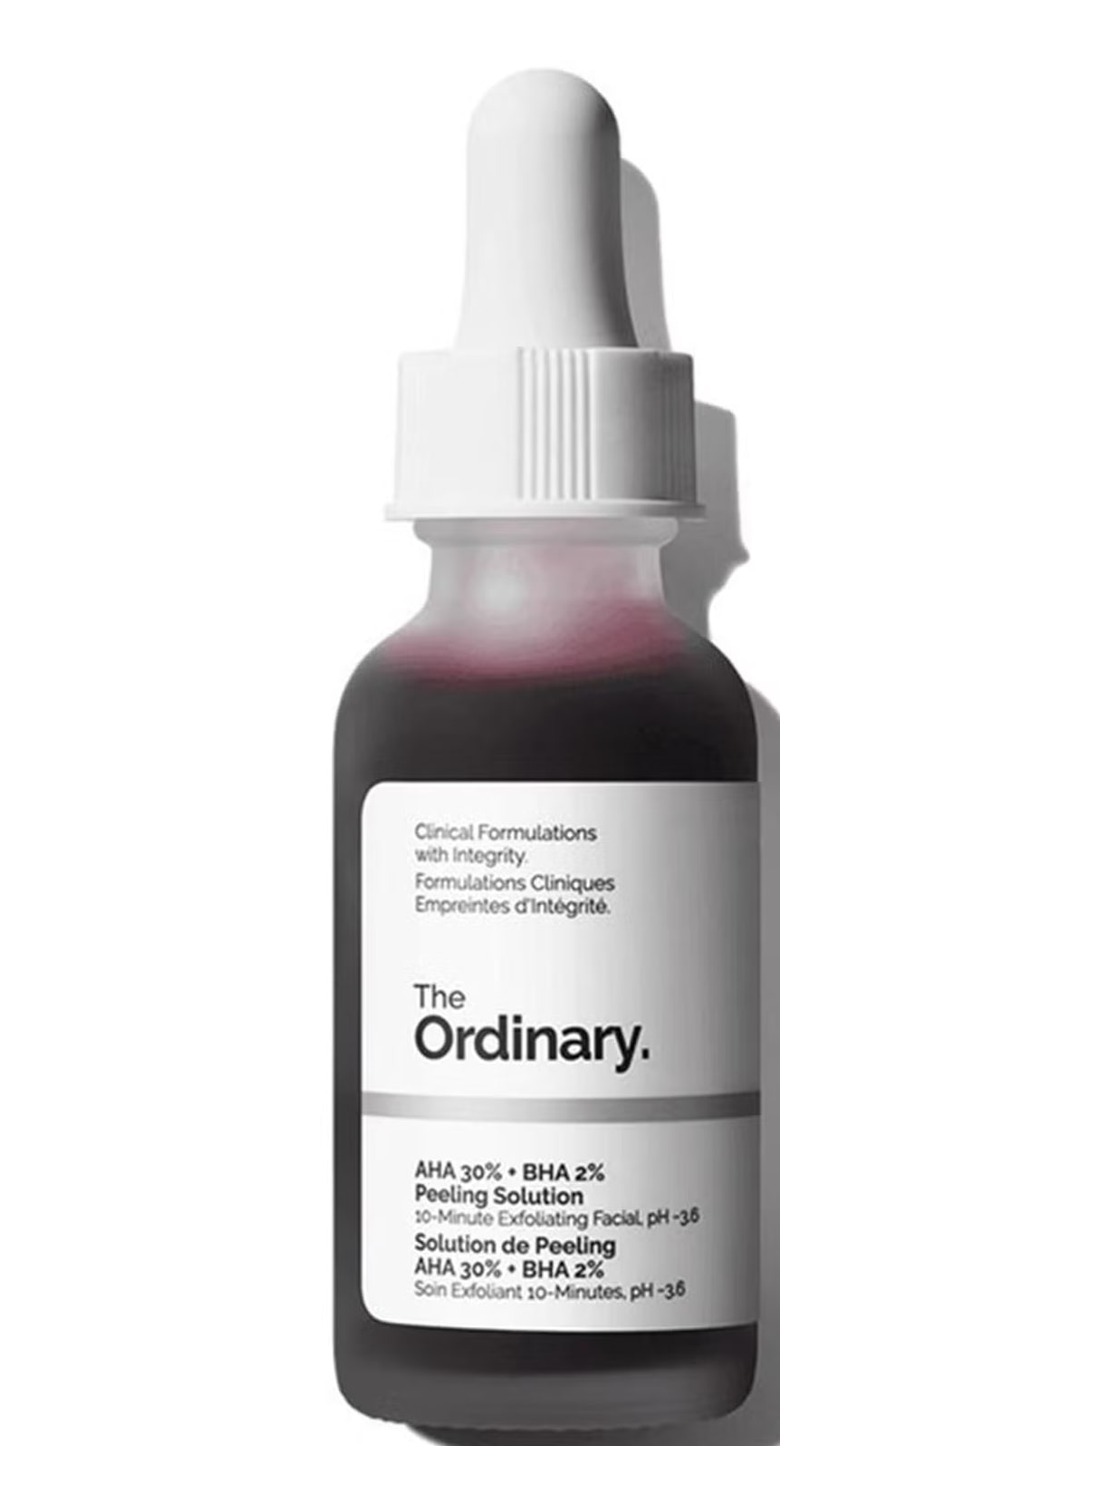 Clinical Formulations
with Integrity.
Formulations Cliniques
Empreintes d'Intégrité.
The
Ordinary.
AHA 30% + BHA 2%
Peeling Solution
10-Minute Exfoliating Facial, pH ~3.6
Solution de Peeling
AHA 30% + BHA 2%
Soin Exfoliant 10-Minutes, pH ~3.6